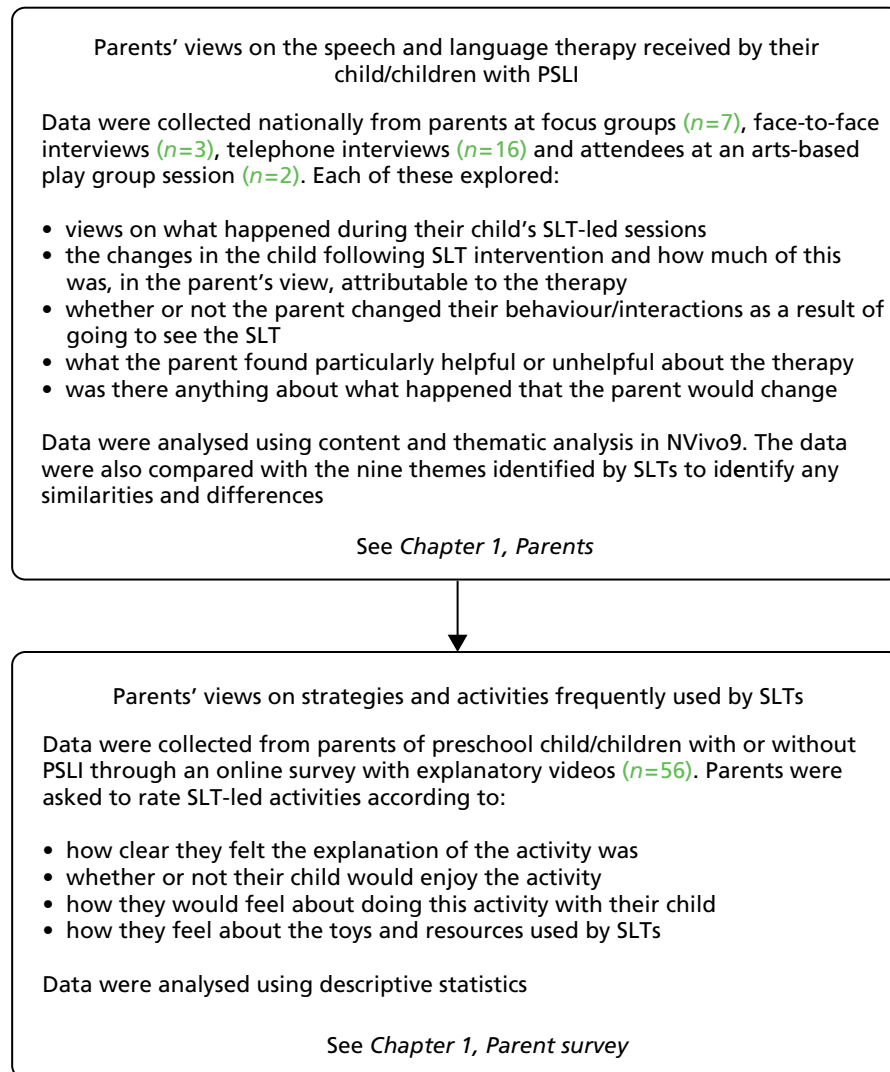 Parents' views on the speech and language therapy received by their
child/children with PSLI
Data were collected nationally from parents at focus groups (n=7), face-to-face
interviews (n=3), telephone interviews (n=16) and attendees at an arts-based
play group session (n=2). Each of these explored:
• views on what happened during their child's SLT-led sessions
• the changes in the child following SLT intervention and how much of this
was, in the parent's view, attributable to the therapy
• whether or not the parent changed their behaviour/interactions as a result of
going to see the SLT
• what the parent found particularly helpful or unhelpful about the therapy
• was there anything about what happened that the parent would change
Data were analysed using content and thematic analysis in NVivo9. The data
were also compared with the nine themes identified by SLTs to identify any
similarities and differences
See Chapter 1, Parents
Parents' views on strategies and activities frequently used by SLTs
Data were collected from parents of preschool child/children with or without
PSLI through an online survey with explanatory videos (n=56). Parents were
asked to rate SLT-led activities according to:
• how clear they felt the explanation of the activity was
• whether or not their child would enjoy the activity
• how they would feel about doing this activity with their child
• how they feel about the toys and resources used by SLTs
Data were analysed using descriptive statistics
See Chapter 1, Parent survey